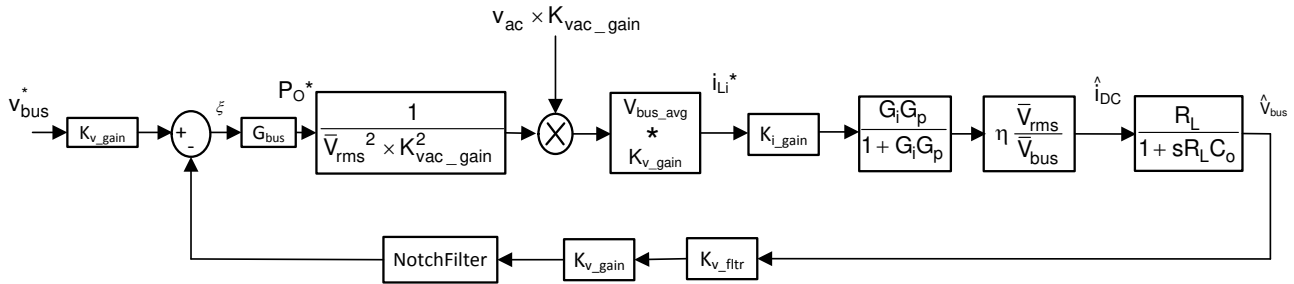 v_ac × K_vac_gain
v*_bus
K_v_gain
+
-
ξ
G_bus
P_O*
1
V̄_rms² × K²_vac_gain
×
V_bus_avg
*
K_v_gain
i_Li*
K_i_gain
G_iG_p
1 + G_iG_p
η V̄_rms
V̄_bus
î_DC
R_L
1 + sR_LC_o
v̂_bus
NotchFilter
K_v_gain
K_v_fltr